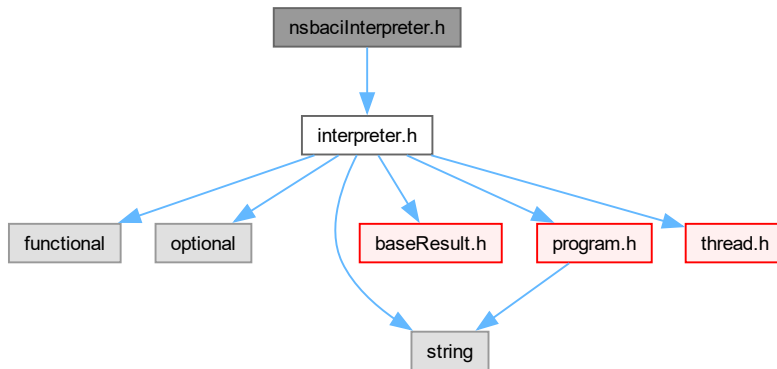 nsbaciInterpreter.h
interpreter.h
functional
optional
baseResult.h
program.h
thread.h
string